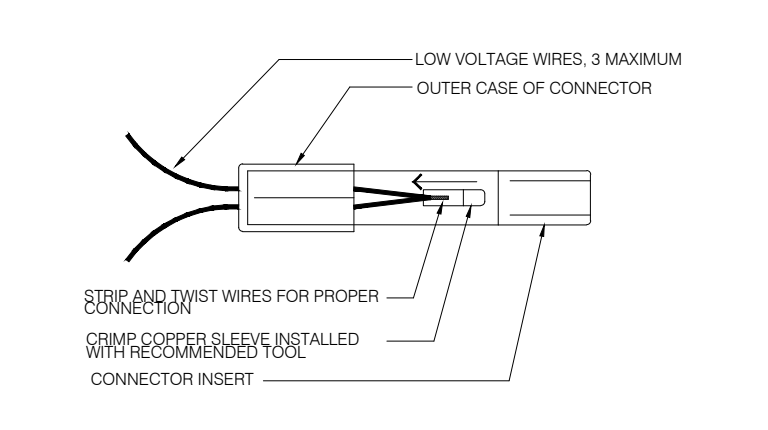 LOW VOLTAGE WIRES, 3 MAXIMUM
OUTER CASE OF CONNECTOR
STRIP AND TWIST WIRES FOR PROPER
CONNECTION
CRIMP COPPER SLEEVE INSTALLED
WITH RECOMMENDED TOOL
CONNECTOR INSERT